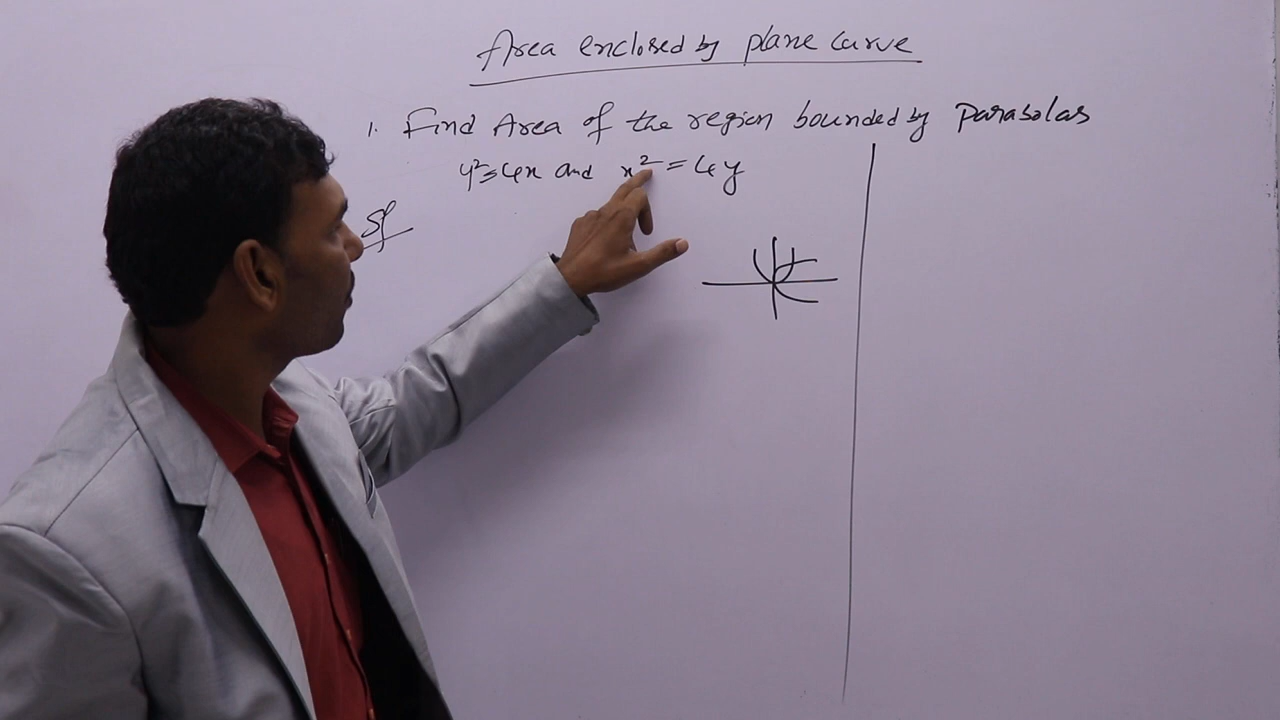 Area enclosed by plane curve
1. Find Area of the region bounded by Parabolas
y²=4x and x²=4y